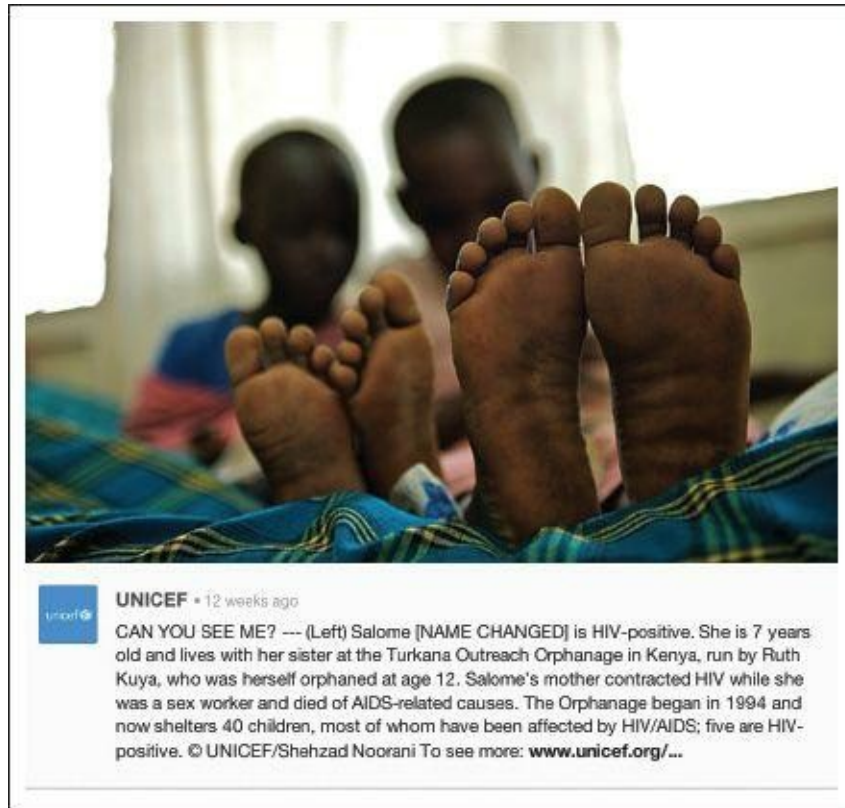 unicef
UNICEF • 12 weeks ago
CAN YOU SEE ME? --- (Left) Salome [NAME CHANGED] is HIV-positive. She is 7 years
old and lives with her sister at the Turkana Outreach Orphanage in Kenya, run by Ruth
Kuya, who was herself orphaned at age 12. Salome's mother contracted HIV while she
was a sex worker and died of AIDS-related causes. The Orphanage began in 1994 and
now shelters 40 children, most of whom have been affected by HIV/AIDS; five are HIV-
positive. © UNICEF/Shehzad Noorani To see more: www.unicef.org/...